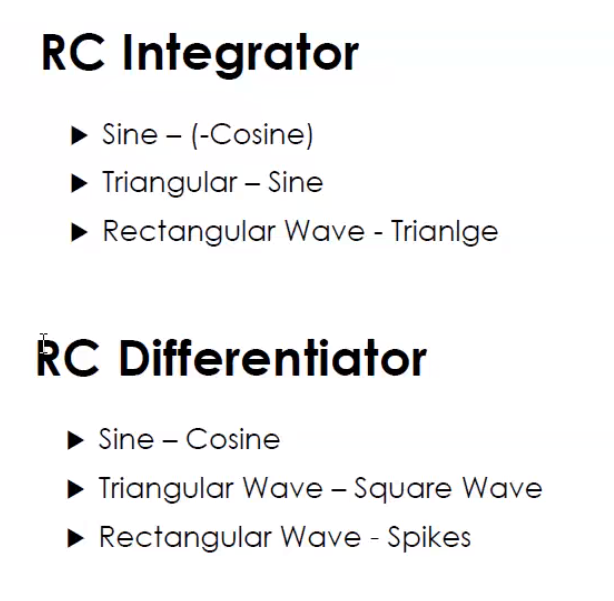 RC Integrator
Sine – (-Cosine)
Triangular – Sine
Rectangular Wave - Trianlge
RC Differentiator
Sine – Cosine
Triangular Wave – Square Wave
Rectangular Wave - Spikes